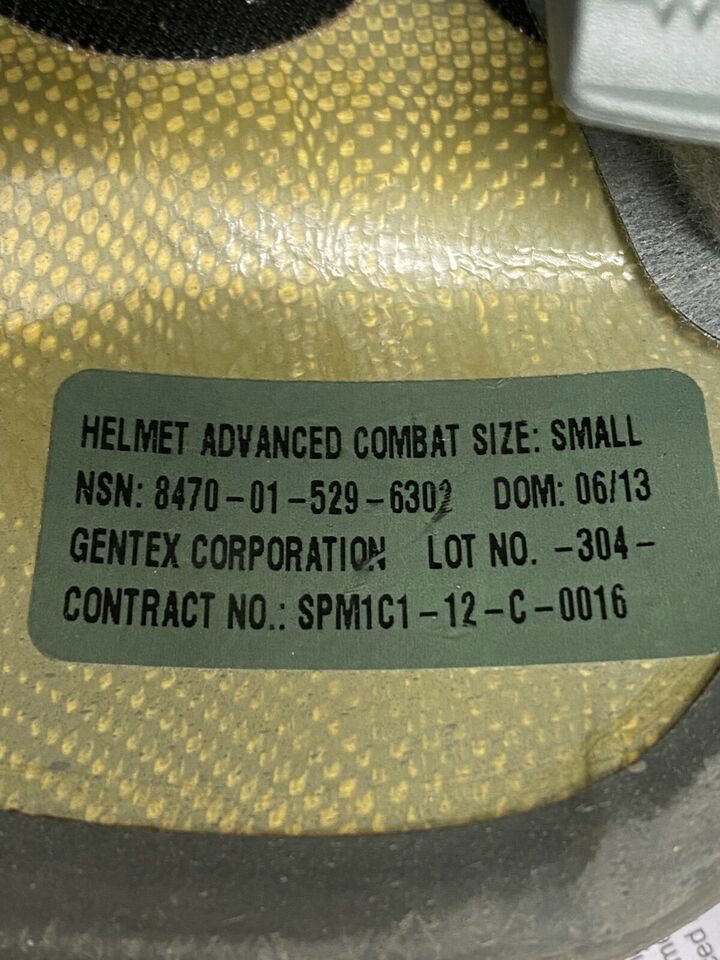 HELMET ADVANCED COMBAT SIZE: SMALL
NSN: 8470-01-529-6302 DOM: 06/13
GENTEX CORPORATION LOT NO. -304-
CONTRACT NO.: SPM1C1-12-C-0016